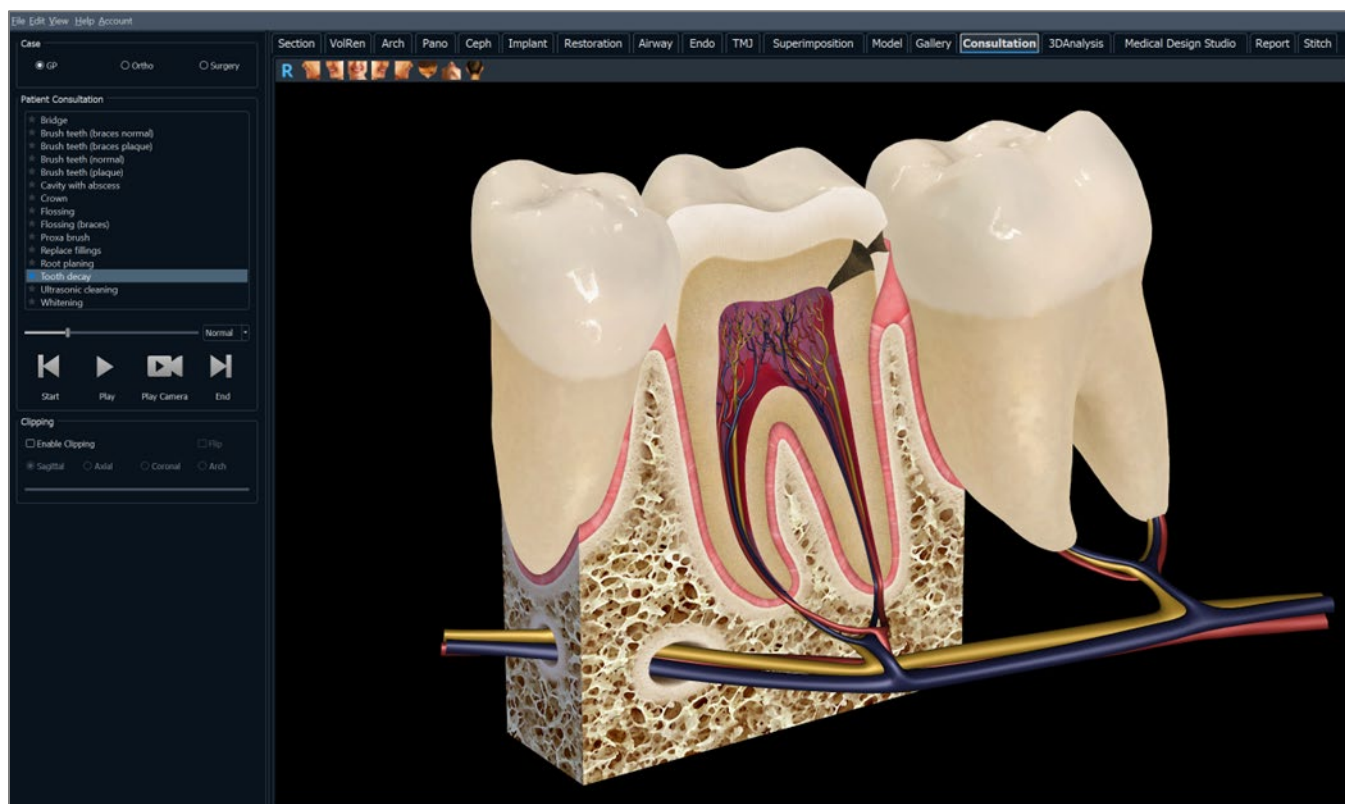 File Edit View Help Account
Case
GP Ortho Surgery
Patient Consultation
Bridge
Brush teeth (braces normal)
Brush teeth (braces plaque)
Brush teeth (normal)
Brush teeth (plaque)
Cavity with abscess
Crown
Flossing
Flossing (braces)
Proxa brush
Replace fillings
Root planing
Tooth decay
Ultrasonic cleaning
Whitening
Normal
Start Play Play Camera End
Clipping
Enable Clipping Flip
Sagittal Axial Coronal Arch
Section VolRen Arch Pano Ceph Implant Restoration Airway Endo TMJ Superimposition Model Gallery Consultation 3DAnalysis Medical Design Studio Report Stitch
R